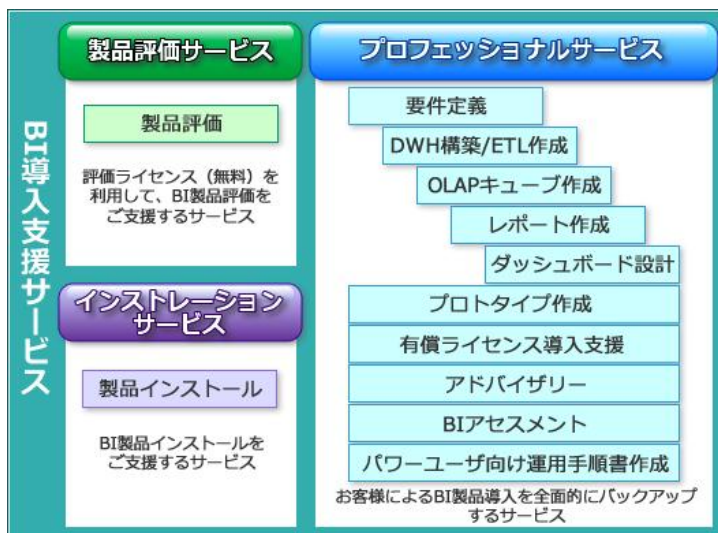 BI導入支援サービス
製品評価サービス
製品評価
評価ライセンス（無料）を
利用して、BI製品評価を
ご支援するサービス
インストレーション
サービス
製品インストール
BI製品インストールを
ご支援するサービス
プロフェッショナルサービス
要件定義
DWH構築/ETL作成
OLAPキューブ作成
レポート作成
ダッシュボード設計
プロトタイプ作成
有償ライセンス導入支援
アドバイザリー
BIアセスメント
パワーユーザ向け運用手順書作成
お客様によるBI製品導入を全面的にバックアップ
するサービス